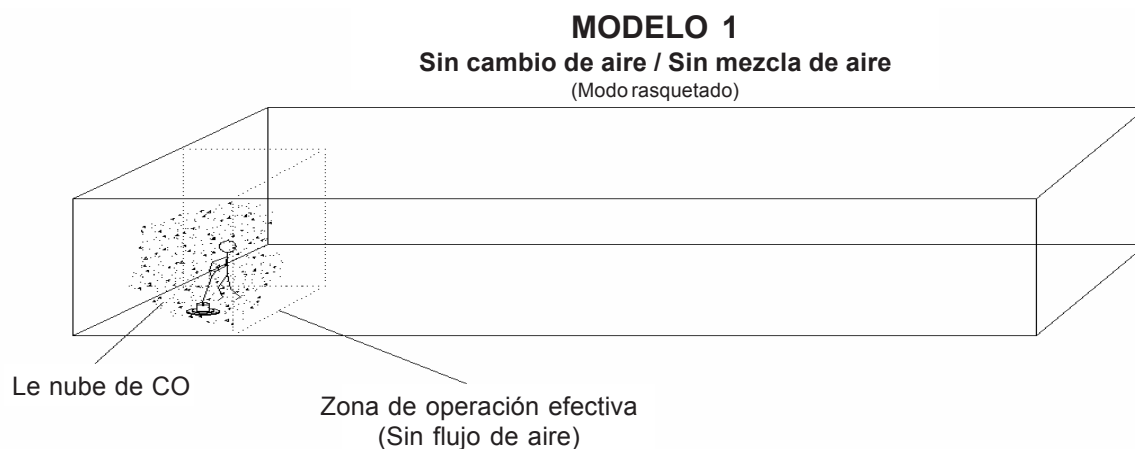 MODELO 1
Sin cambio de aire / Sin mezcla de aire
(Modo rasquetado)
Le nube de CO
Zona de operación efectiva
(Sin flujo de aire)